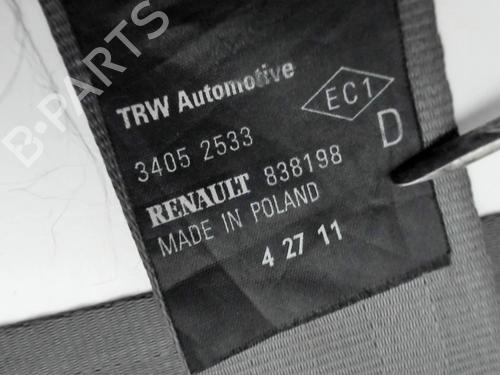 B-PARTS
TRW Automotive
EC1
3405 2533
D
RENAULT 838198
MADE IN POLAND
4 27 11